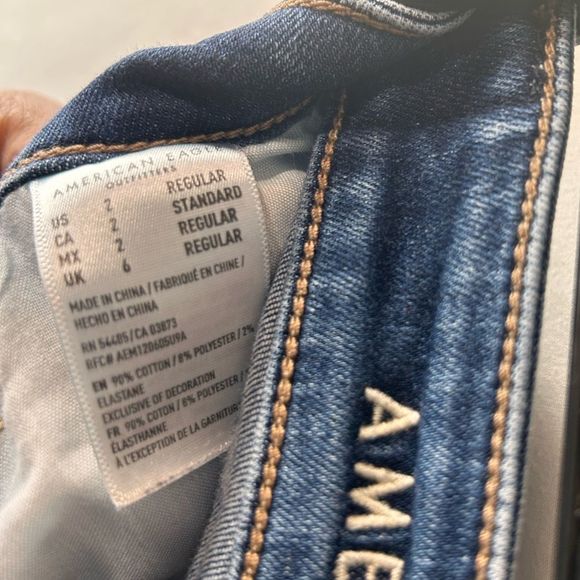 AMERICAN EAGLE
OUTFITTERS
US 2 REGULAR
CA 2 STANDARD
MX 2 REGULAR
UK 6 REGULAR
MADE IN CHINA / FABRIQUÉ EN CHINE /
HECHO EN CHINA
RN 54485/CA 03873
RFC# AEM120605U9A
EN 90% COTTON / 8% POLYESTER / 2%
ELASTANE
EXCLUSIVE OF DECORATION
FR 90% COTON / 8% POLYESTER /
ÉLASTHANNE
À L'EXCEPTION DE LA GARNITURE
AME